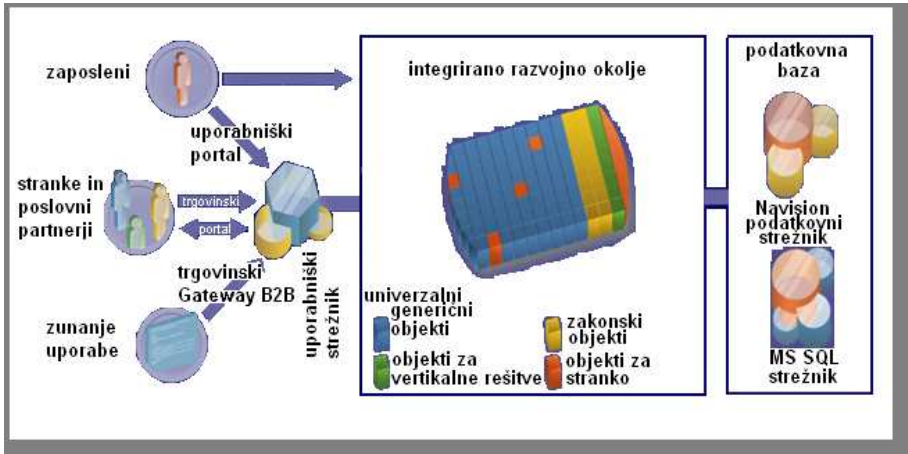 zaposleni
uporabniški
portal
stranke in
poslovni
partnerji
trgovinski
portal
trgovinski
Gateway B2B
zunanje
uporabe
uporabniški
strežnik
integrirano razvojno okolje
univerzalni
generični
objekti
zakonski
objekti
objekti za
vertikalne rešitve
objekti za
stranko
podatkovna
baza
Navision
podatkovni
strežnik
MS SQL
strežnik